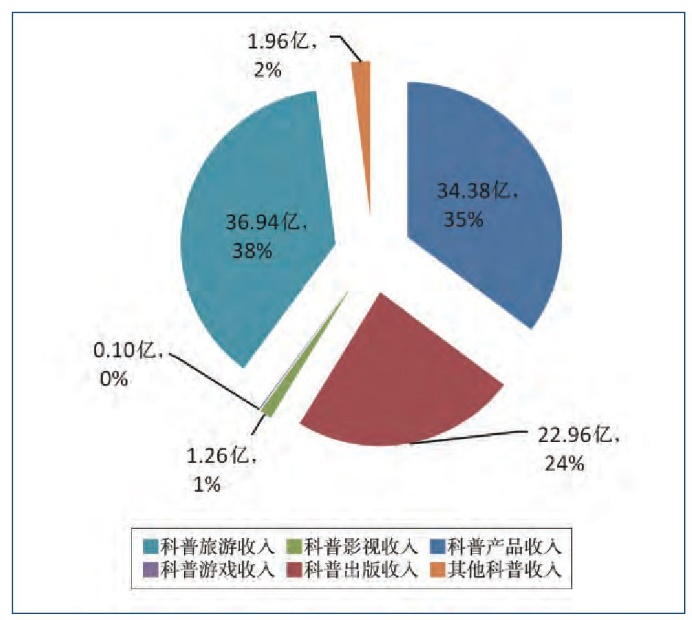 1.96亿，
2%
34.38亿，
35%
36.94亿，
38%
0.10亿，
0%
1.26亿，
1%
22.96亿，
24%
科普旅游收入 科普影视收入 科普产品收入
科普游戏收入 科普出版收入 其他科普收入